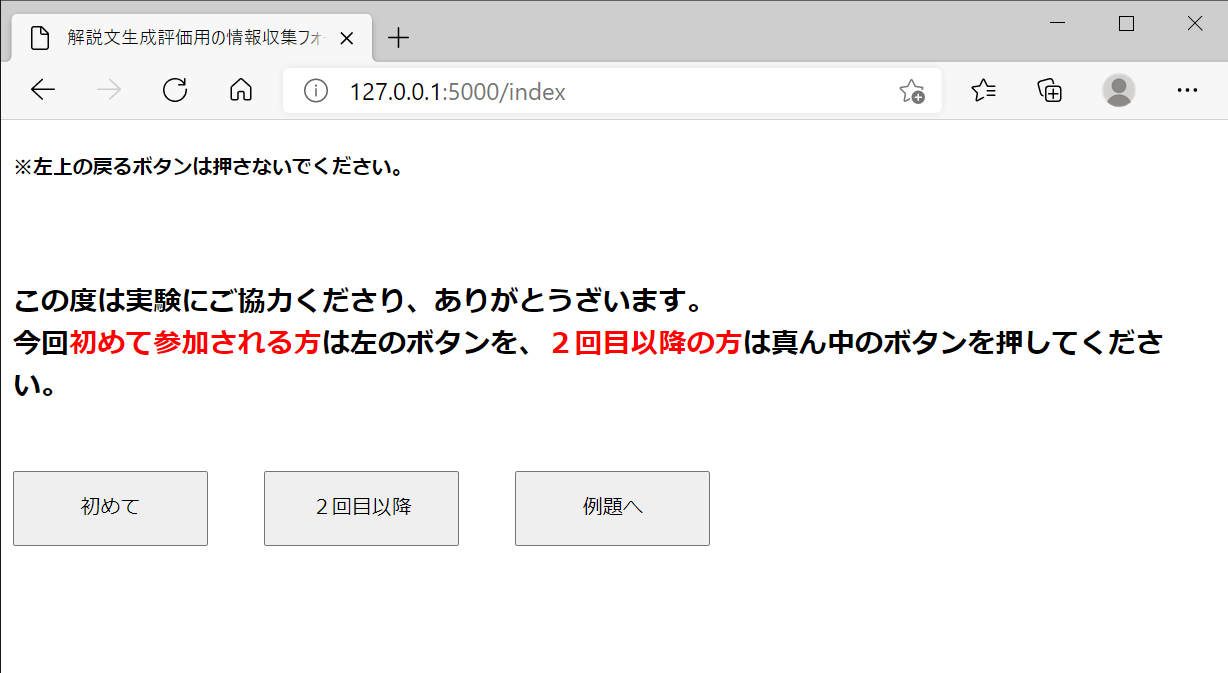 解説文生成評価用の情報収集フォ
127.0.0.1:5000/index
※左上の戻るボタンは押さないでください。
この度は実験にご協力くださり、ありがとうざいます。
今回初めて参加される方は左のボタンを、２回目以降の方は真ん中のボタンを押してくださ
い。
初めて
２回目以降
例題へ